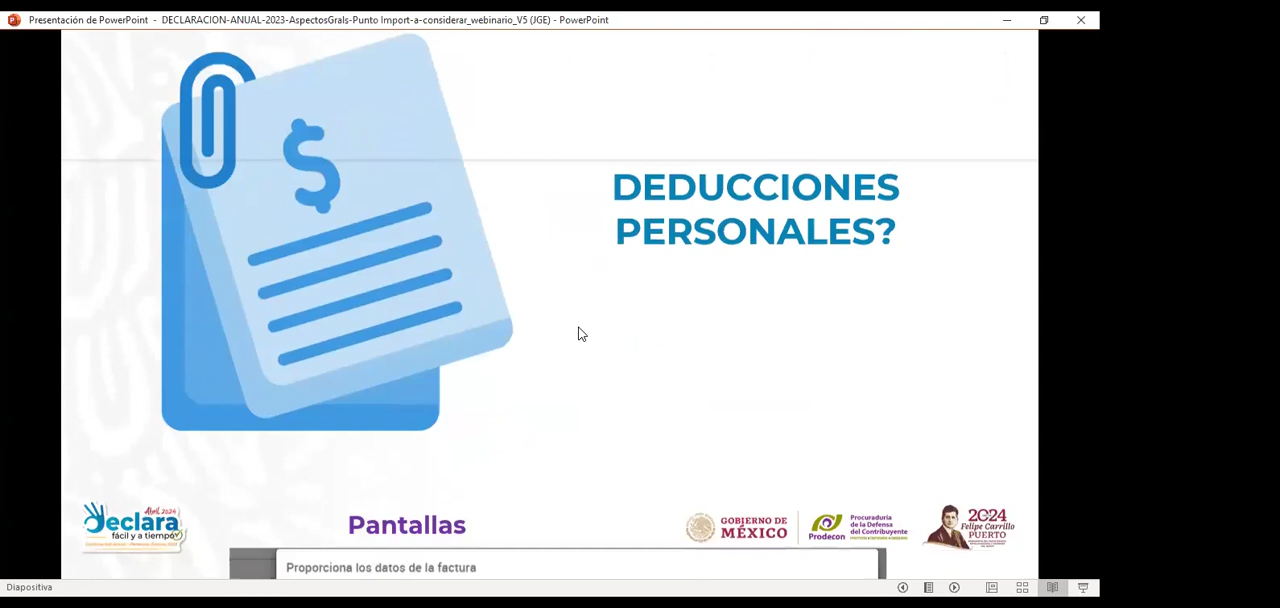 Presentación de PowerPoint - DECLARACION-ANUAL-2023-AspectosGrals-Punto Import-a-considerar_webinario_V5 (JGE) - PowerPoint
$
DEDUCCIONES
PERSONALES?
Abril 2024
Declara
fácil y a tiempo
Pantallas
GOBIERNO DE
MÉXICO
Prodecon
Procuraduría
de la Defensa
del Contribuyente
2024
Felipe Carrillo
PUERTO
Proporciona los datos de la factura
Diapositiva